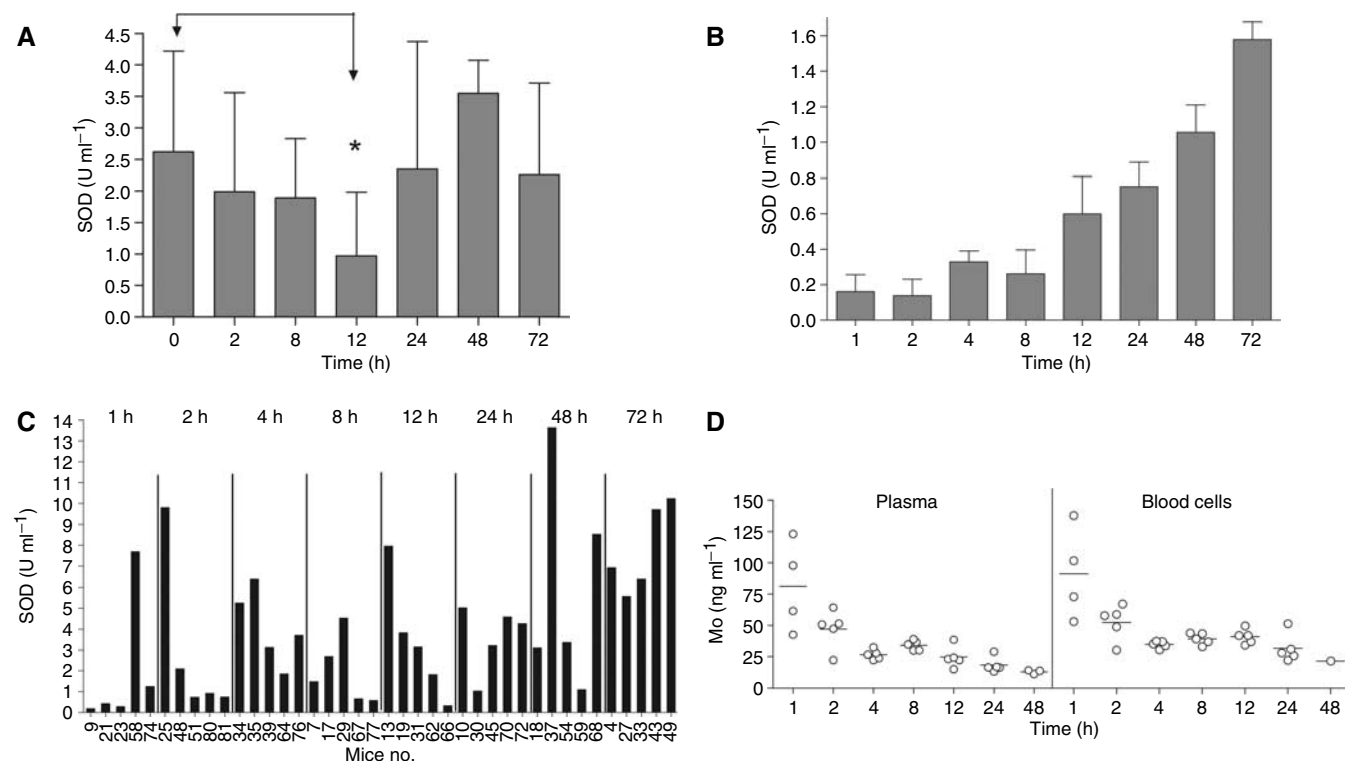 A
SOD (U ml⁻¹)
4.5
4.0
3.5
3.0
2.5
2.0
1.5
1.0
0.5
0.0
*
0 2 8 12 24 48 72
Time (h)
B
SOD (U ml⁻¹)
1.6
1.4
1.2
1.0
0.8
0.6
0.4
0.2
0.0
1 2 4 8 12 24 48 72
Time (h)
C
SOD (U ml⁻¹)
1 h 2 h 4 h 8 h 12 h 24 h 48 h 72 h
14
13
12
11
10
9
8
7
6
5
4
3
2
1
0
9 21 23 58 74 25 48 51 80 81 34 35 39 64 76 7 17 29 67 77 13 19 31 62 66 10 30 45 70 72 18 37 54 59 68 4 27 33 43 49
Mice no.
D
Mo (ng ml⁻¹)
150
125
100
75
50
25
0
Plasma Blood cells
1 2 4 8 12 24 48 1 2 4 8 12 24 48
Time (h)